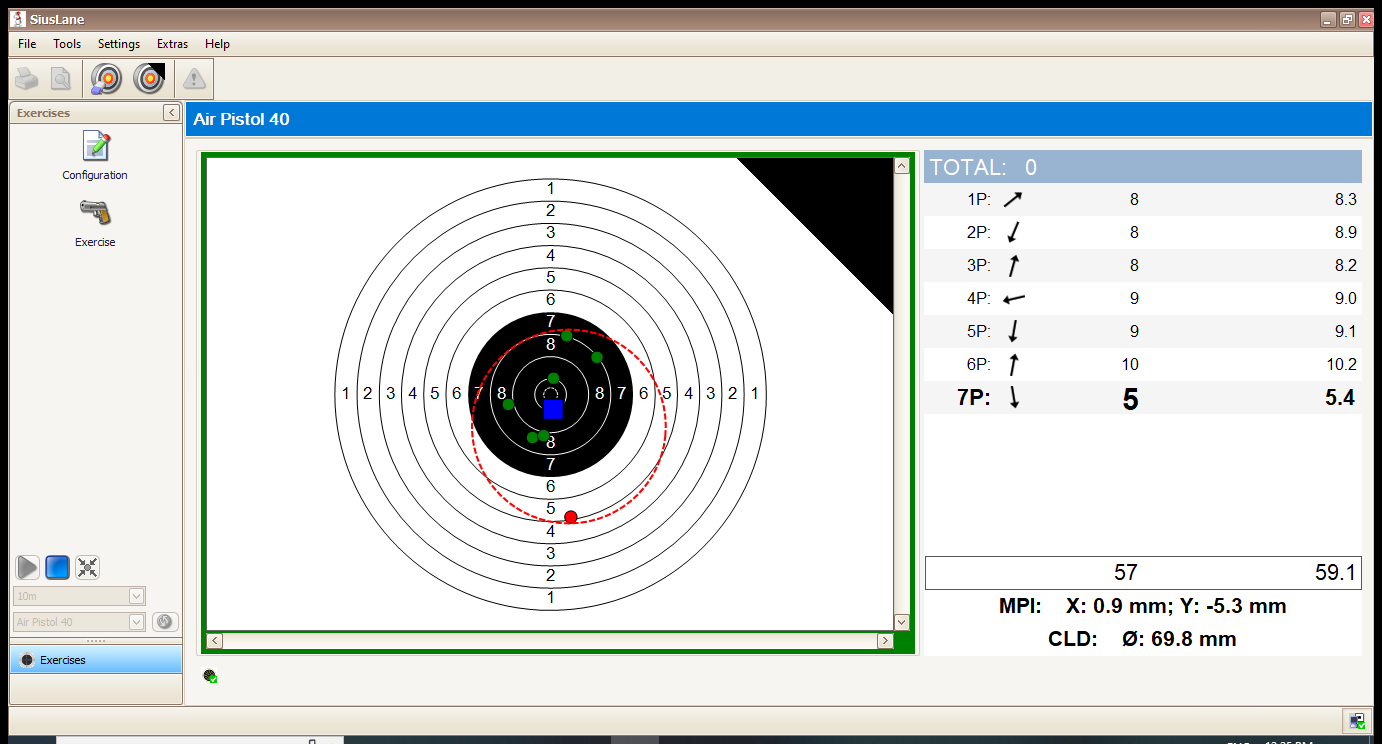 SiusLane
File Tools Settings Extras Help
Exercises
Configuration
Exercise
10m
Air Pistol 40
Exercises
Air Pistol 40
1
2
3
4
5
6
7
8
1 2 3 4 5 6 7 8 8 7 6 5 4 3 2 1
8
7
6
5
4
3
2
1
TOTAL: 0
1P: 8 8.3
2P: 8 8.9
3P: 8 8.2
4P: 9 9.0
5P: 9 9.1
6P: 10 10.2
7P: 5 5.4
57 59.1
MPI: X: 0.9 mm; Y: -5.3 mm
CLD: Ø: 69.8 mm